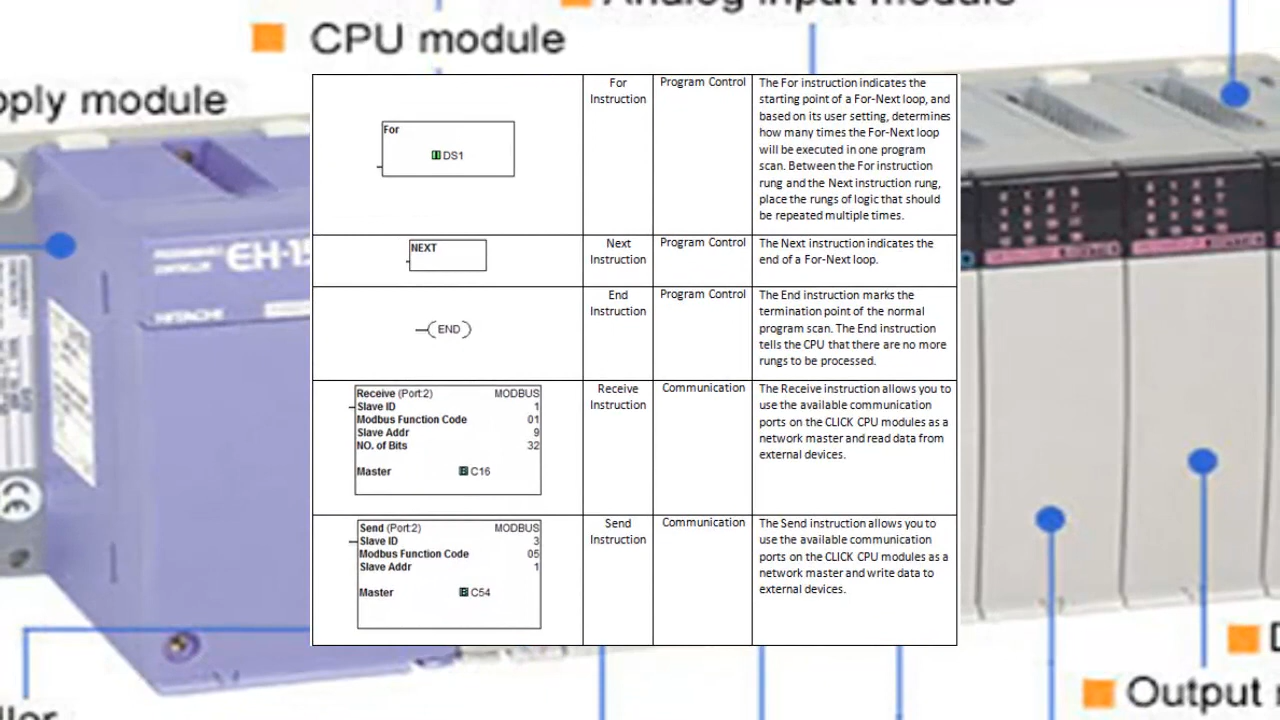 Analog input module
CPU module
pply module
EH-15
HITACHI
For
DS1
For
Instruction
Program Control
The For instruction indicates the
starting point of a For-Next loop, and
based on its user setting, determines
how many times the For-Next loop
will be executed in one program
scan. Between the For instruction
rung and the Next instruction rung,
place the rungs of logic that should
be repeated multiple times.
NEXT
Next
Instruction
Program Control
The Next instruction indicates the
end of a For-Next loop.
END
End
Instruction
Program Control
The End instruction marks the
termination point of the normal
program scan. The End instruction
tells the CPU that there are no more
rungs to be processed.
Receive (Port:2) MODBUS
Slave ID 1
Modbus Function Code 01
Slave Addr 9
NO. of Bits 32
Master C16
Receive
Instruction
Communication
The Receive instruction allows you to
use the available communication
ports on the CLICK CPU modules as a
network master and read data from
external devices.
Send (Port:2) MODBUS
Slave ID 3
Modbus Function Code 05
Slave Addr 1
Master C54
Send
Instruction
Communication
The Send instruction allows you to
use the available communication
ports on the CLICK CPU modules as a
network master and write data to
external devices.
CE
D
Output
ller